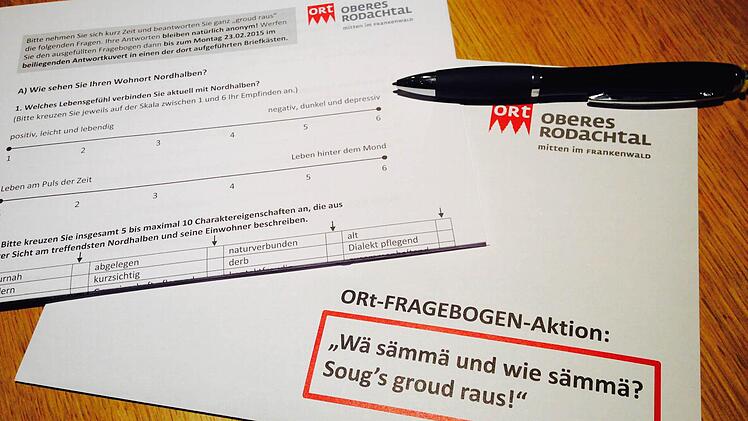 Bitte nehmen Sie sich kurz Zeit und beantworten Sie ganz „groud raus"
die folgenden Fragen. Ihre Antworten bleiben natürlich anonym! Werfen
Sie den ausgefüllten Fragebogen dann bis zum Montag 23.02.2015 im
beiliegenden Antwortkuvert in einen der dort aufgeführten Briefkästen.
ORt OBERES
RODACHtAL
mitten im FRANKENWALD
A) Wie sehen Sie Ihren Wohnort Nordhalben?
1. Welches Lebensgefühl verbinden Sie aktuell mit Nordhalben?
(Bitte kreuzen Sie jeweils auf der Skala zwischen 1 und 6 Ihr Empfinden an.)
positiv, leicht und lebendig negativ, dunkel und depressiv
1 2 3 4 5 6
Leben am Puls der Zeit Leben hinter dem Mond
2 3 4 5 6
Bitte kreuzen Sie insgesamt 5 bis maximal 10 Charaktereigenschaften an, die aus
rer Sicht am treffendsten Nordhalben und seine Einwohner beschreiben.
urnah abgelegen naturverbunden alt
dern kurzsichtig derb Dialekt pflegend
ORt OBERES
RODACHtAL
mitten im FRANKENWALD
ORt-FRAGEBOGEN-Aktion:
„Wä sämmä und wie sämmä?
Soug's groud raus!"